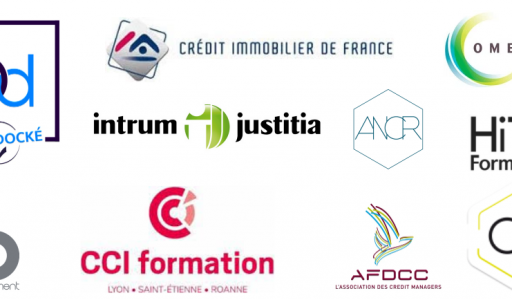 CRÉDIT IMMOBILIER DE FRANCE
OME
d
DOCKÉ
intrum justitia
ANCR
Form
CCI formation
LYON • SAINT-ÉTIENNE • ROANNE
AFDCC
L'ASSOCIATION DES CREDIT MANAGERS
ment